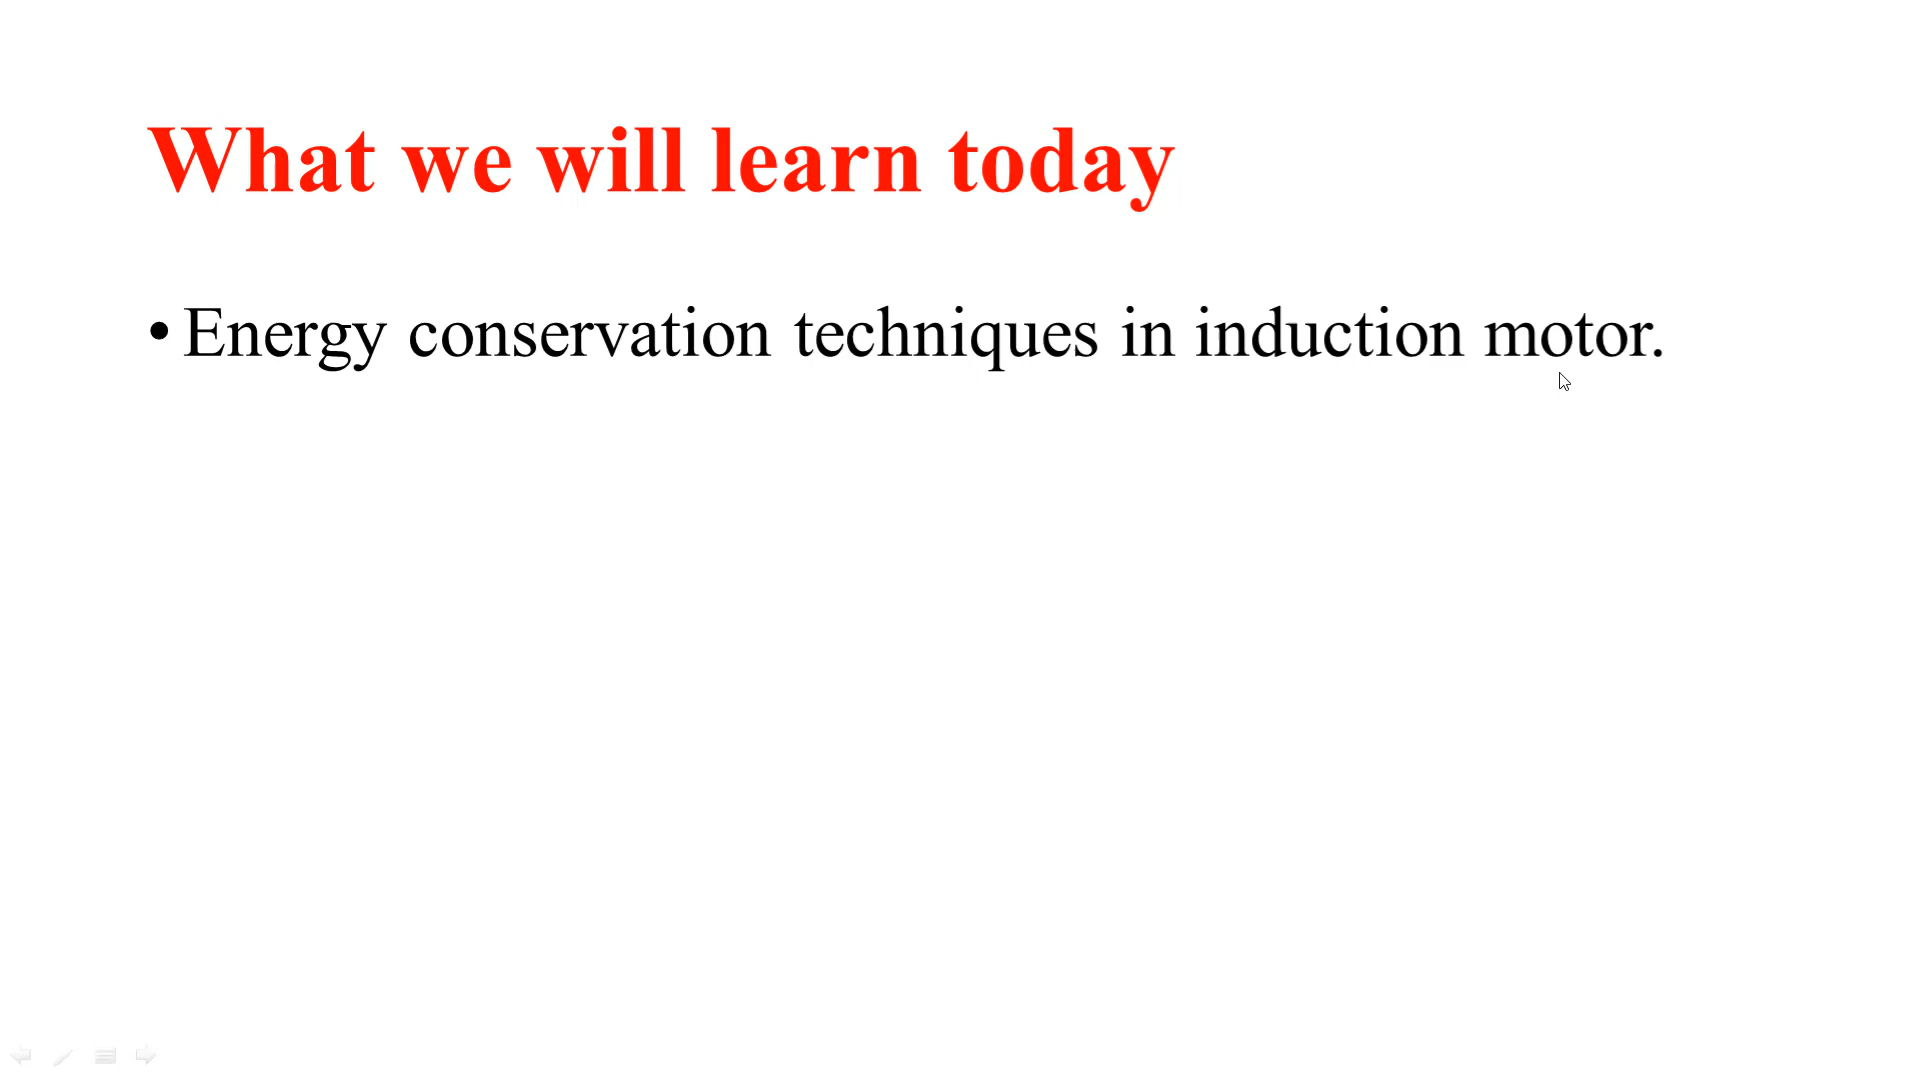 What we will learn today
• Energy conservation techniques in induction motor.